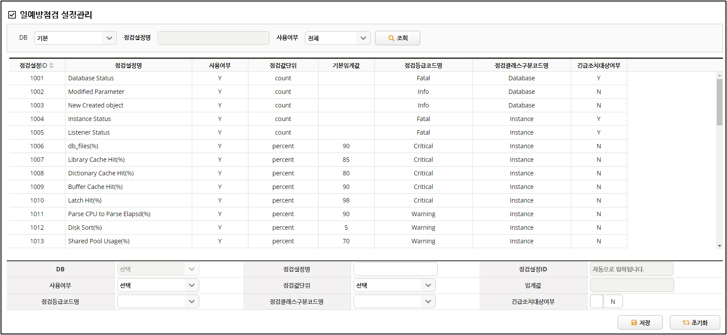 일예방점검 설정관리
DB 기본 점검설정명 사용여부 전체 조회
점검설정ID 점검설정명 사용여부 점검값단위 기본임계값 점검등급코드명 점검클래스구분코드명 긴급조치대상여부
1001 Database Status Y count Fatal Database Y
1002 Modified Parameter Y count Info Database N
1003 New Created object Y count Info Database N
1004 Instance Status Y count Fatal Instance Y
1005 Listener Status Y count Fatal Instance Y
1006 db_files(%) Y percent 90 Critical Instance N
1007 Library Cache Hit(%) Y percent 85 Critical Instance N
1008 Dictionary Cache Hit(%) Y percent 80 Critical Instance N
1009 Buffer Cache Hit(%) Y percent 90 Critical Instance N
1010 Latch Hit(%) Y percent 98 Critical Instance N
1011 Parse CPU to Parse Elapsd(%) Y percent 90 Warning Instance N
1012 Disk Sort(%) Y percent 5 Warning Instance N
1013 Shared Pool Usage(%) Y percent 70 Warning Instance N
DB 선택 점검설정명 점검설정ID 자동으로 입력됩니다.
사용여부 선택 점검값단위 선택 임계값
점검등급코드명 점검클래스구분코드명 긴급조치대상여부 N
저장 초기화